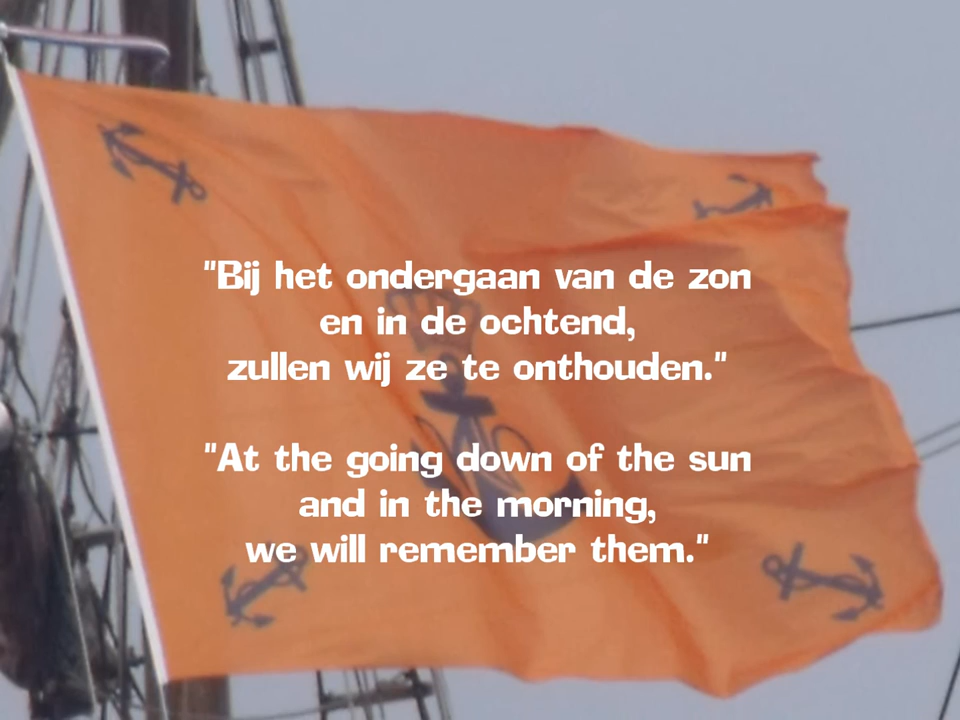 "Bij het ondergaan van de zon
en in de ochtend,
zullen wij ze te onthouden."
"At the going down of the sun
and in the morning,
we will remember them."